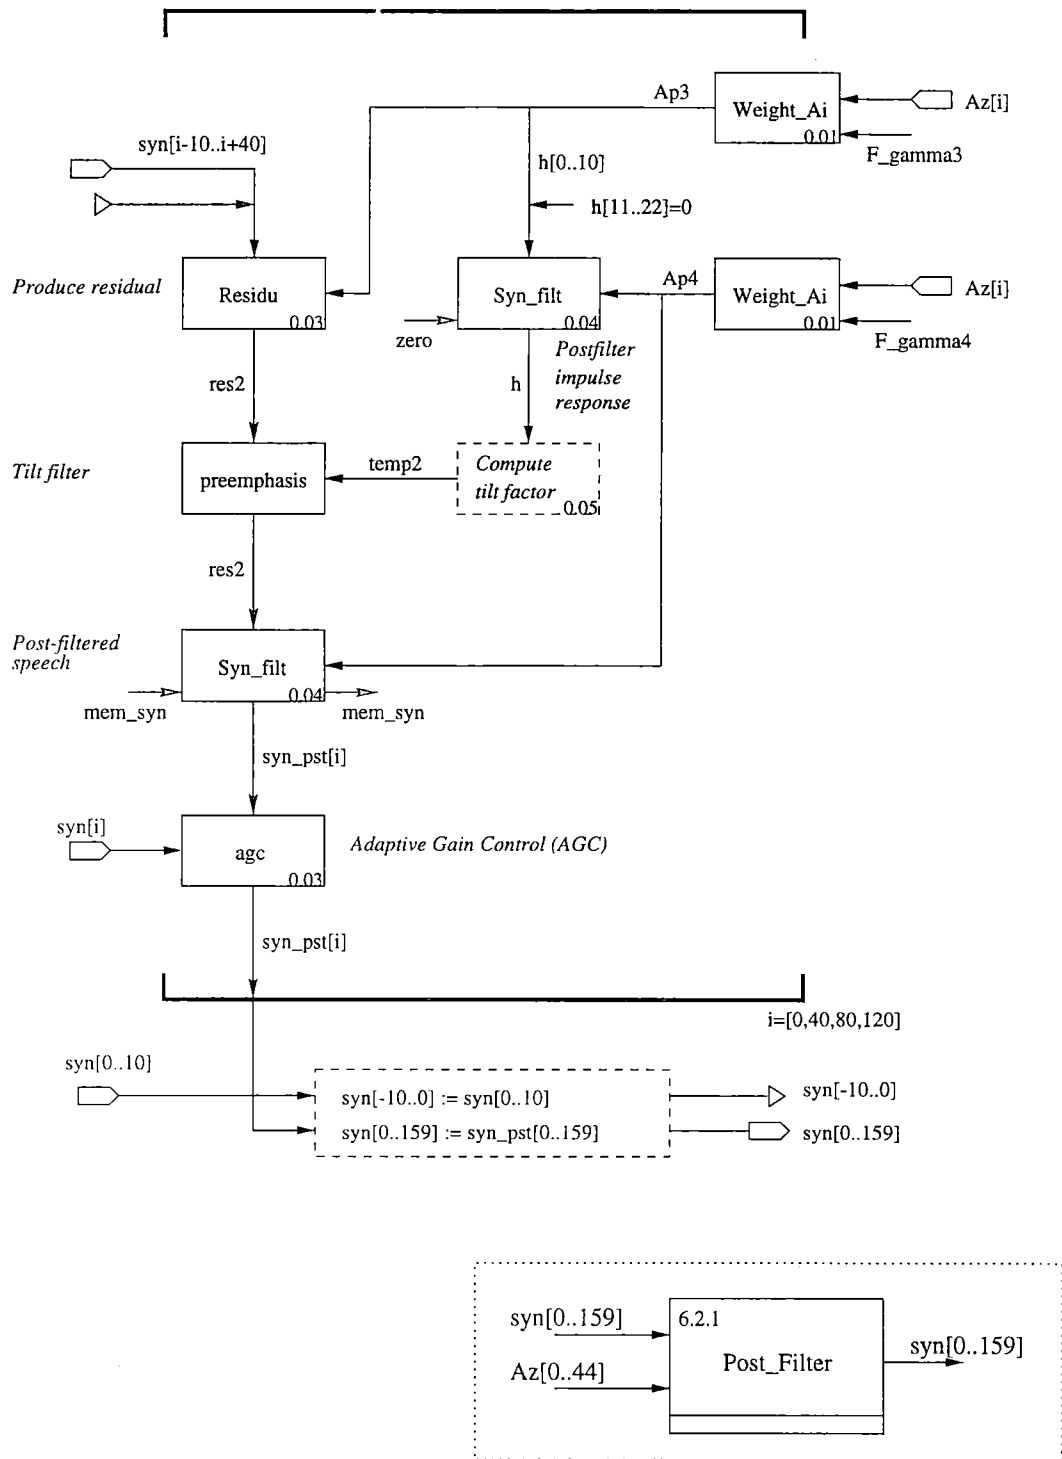 Ap3
Weight_Ai
0.01
Az[i]
F_gamma3
syn[i-10..i+40]
h[0..10]
h[11..22]=0
Produce residual
Residu
0.03
Syn_filt
0.04
zero
Ap4
Weight_Ai
0.01
Az[i]
F_gamma4
Postfilter
impulse
response
res2
h
Tilt filter
preemphasis
temp2
Compute
tilt factor
0.05
res2
Post-filtered
speech
Syn_filt
0.04
mem_syn
mem_syn
syn_pst[i]
syn[i]
agc
0.03
Adaptive Gain Control (AGC)
syn_pst[i]
i=[0,40,80,120]
syn[0..10]
syn[-10..0] := syn[0..10]
syn[-10..0]
syn[0..159] := syn_pst[0..159]
syn[0..159]
syn[0..159]
6.2.1
Az[0..44]
Post_Filter
syn[0..159]